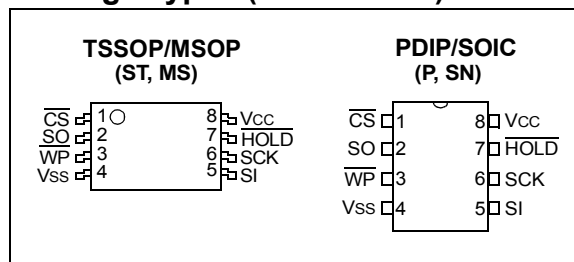 TSSOP/MSOP
(ST, MS)
CS 1 8 VCC
SO 2 7 HOLD
WP 3 6 SCK
VSS 4 5 SI
PDIP/SOIC
(P, SN)
CS 1 8 VCC
SO 2 7 HOLD
WP 3 6 SCK
VSS 4 5 SI